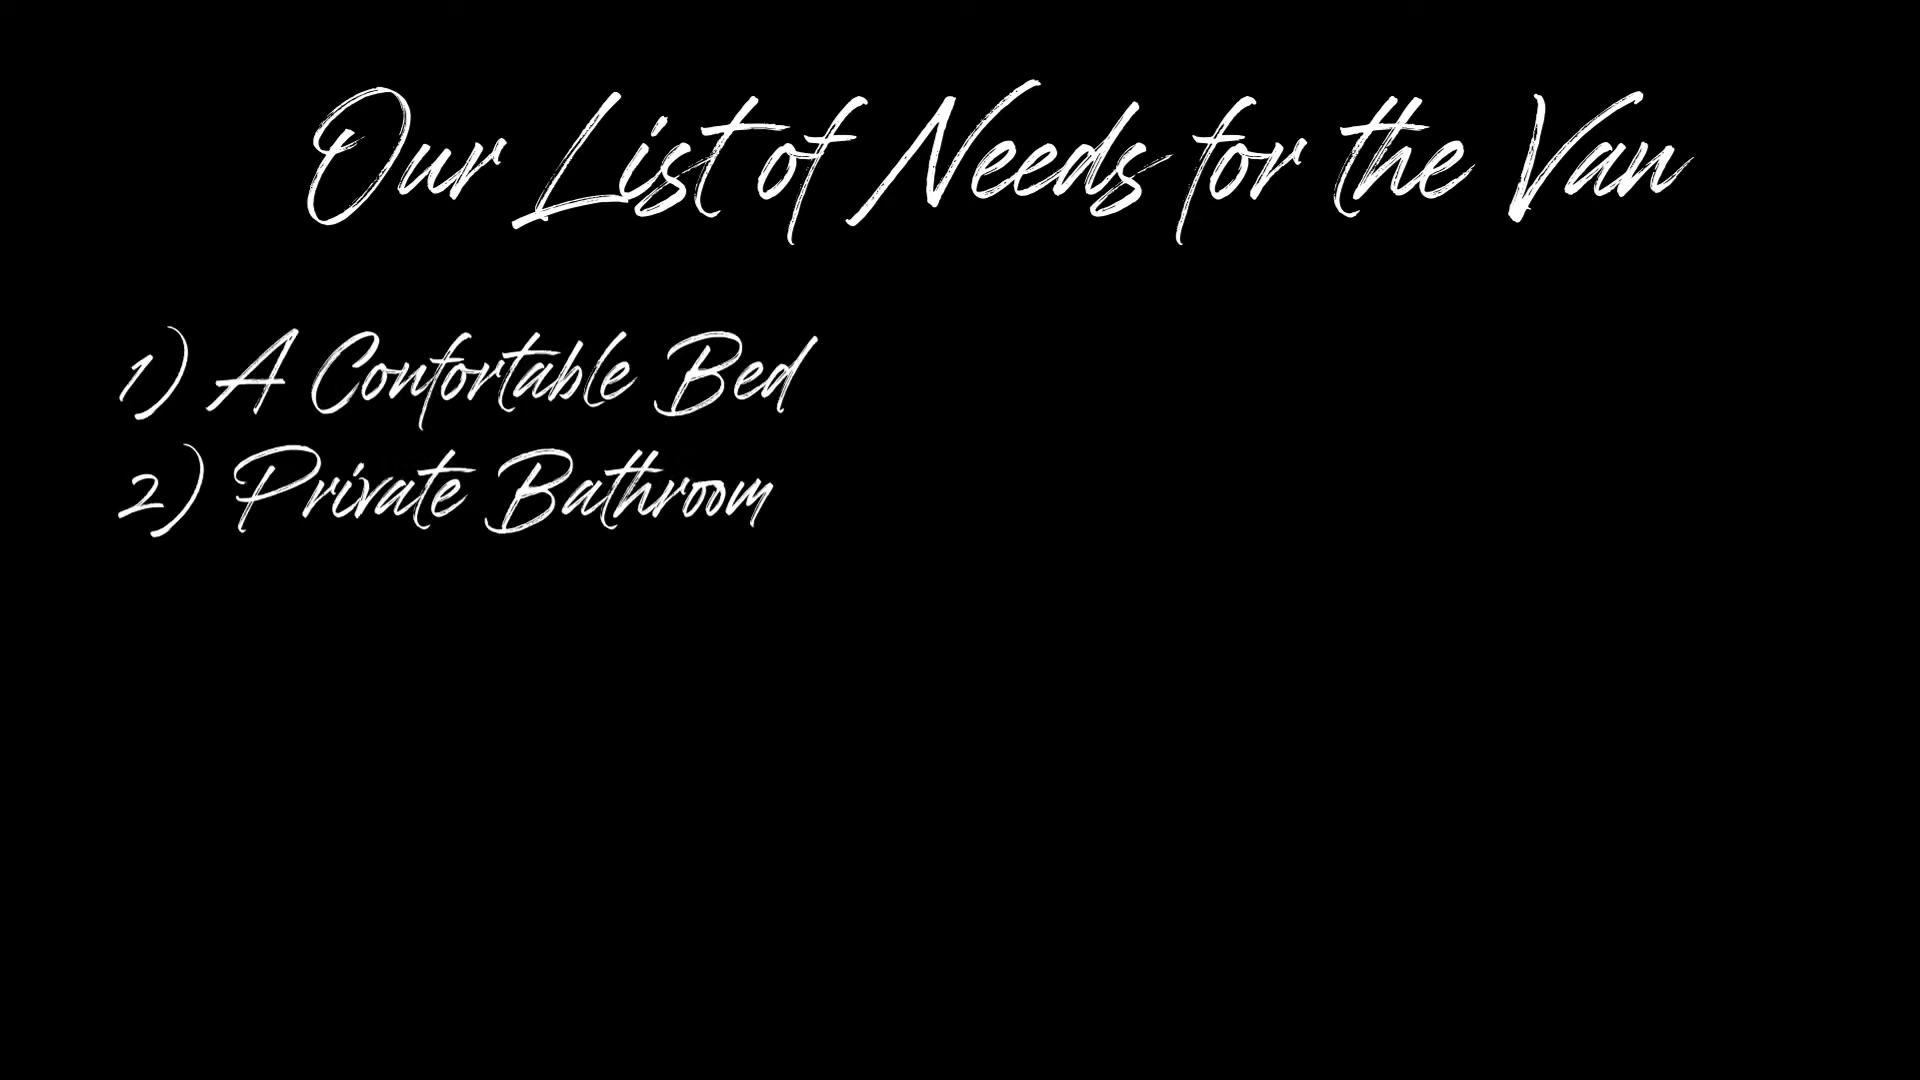 Our List of Needs for the Van
1) A Confortable Bed
2) Private Bathroom